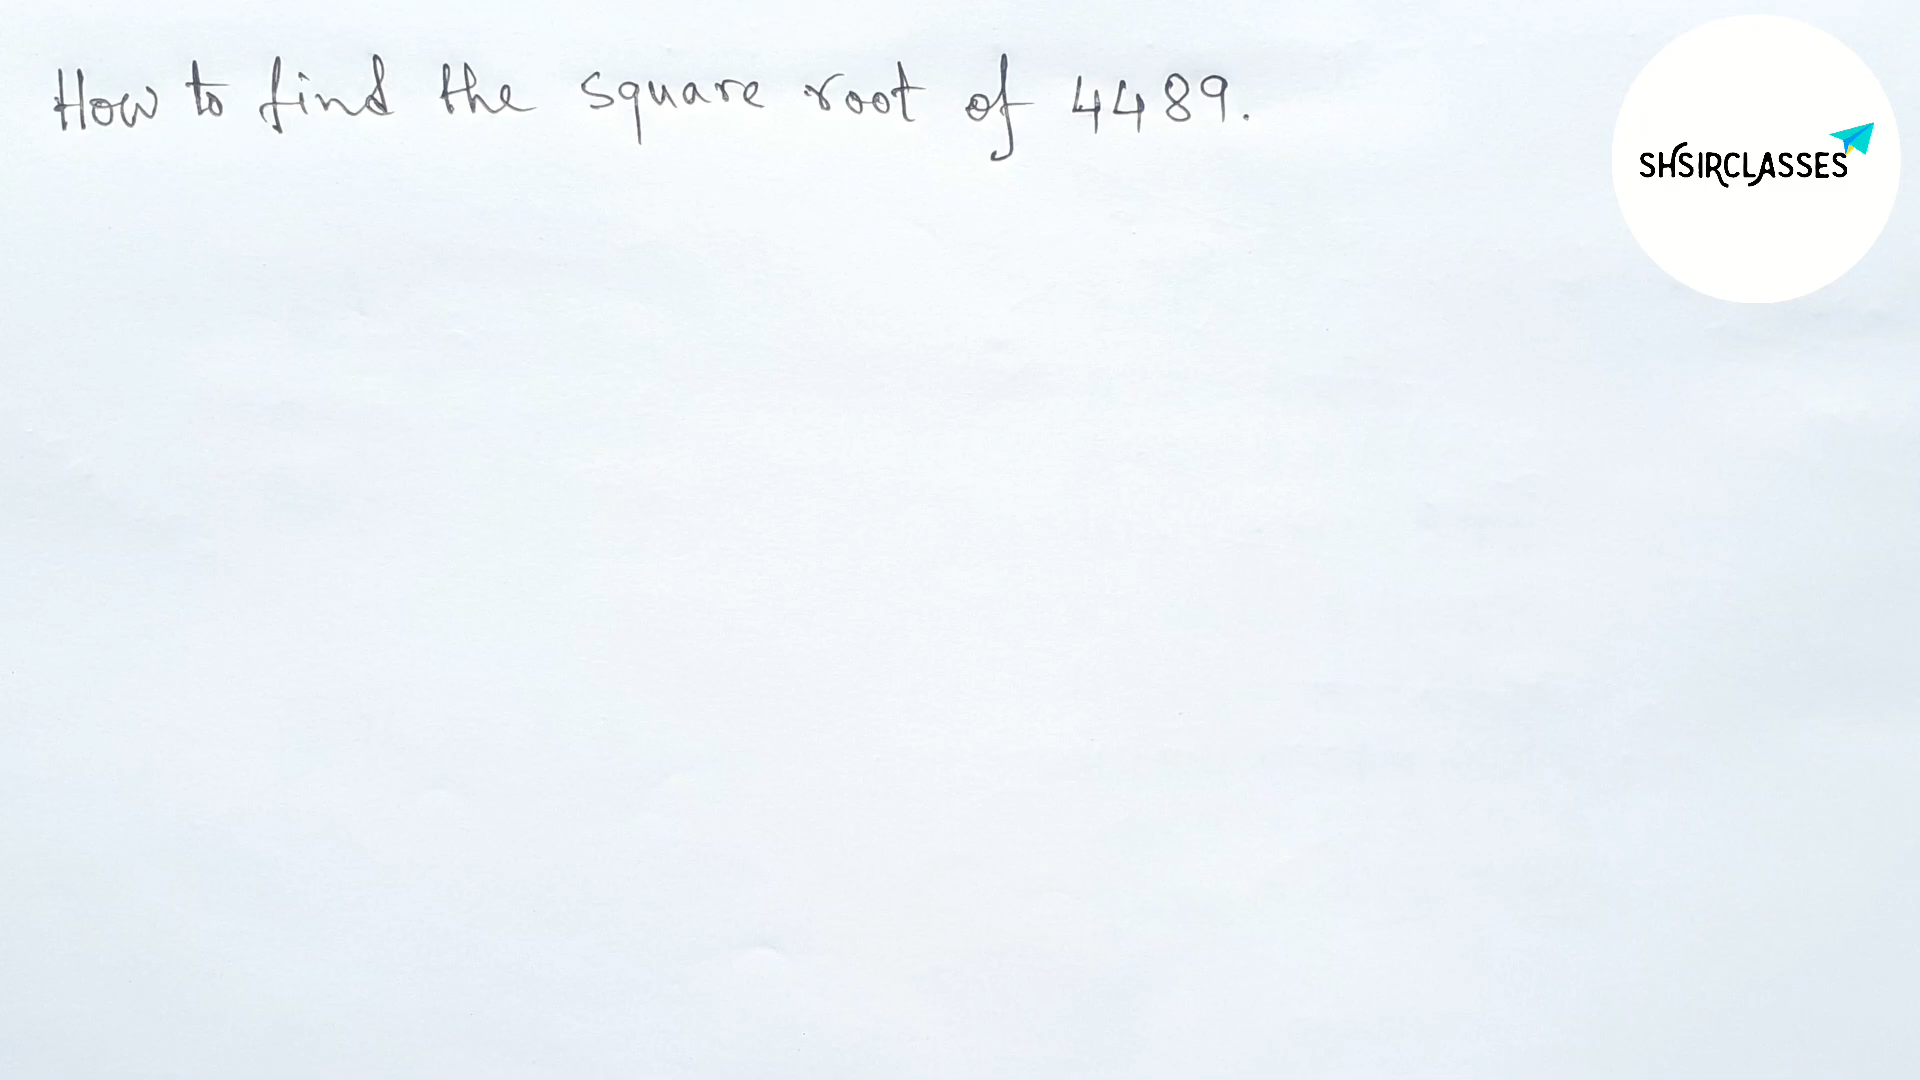 How to find the square root of 4489.
SHSIRCLASSES